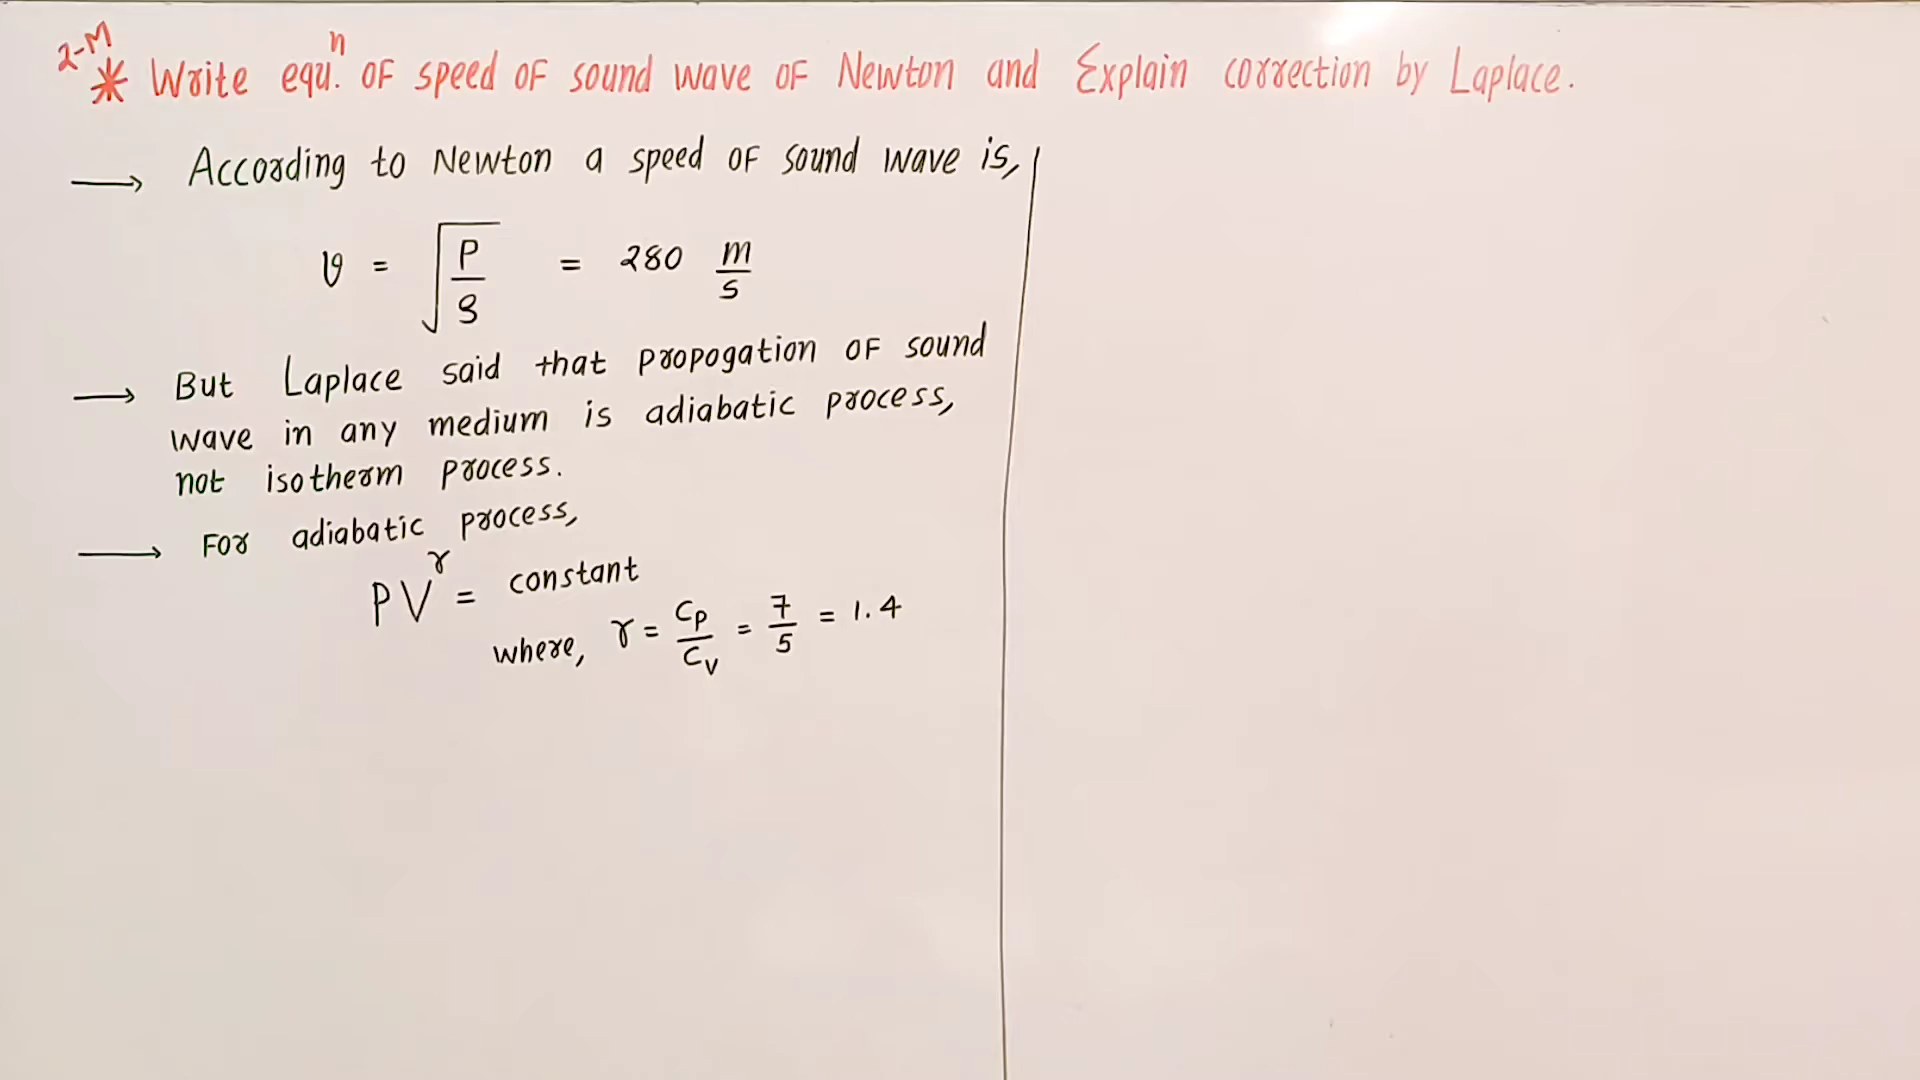 2-M
* Write equⁿ. OF speed OF sound wave OF Newton and Explain correction by Laplace.
→ According to Newton a speed OF sound wave is,
v = √(P/ρ) = 280 m/s
→ But Laplace said that propogation OF sound
wave in any medium is adiabatic process,
not isotherm process.
→ For adiabatic process,
PV^γ = constant
where, γ = Cp/Cv = 7/5 = 1.4